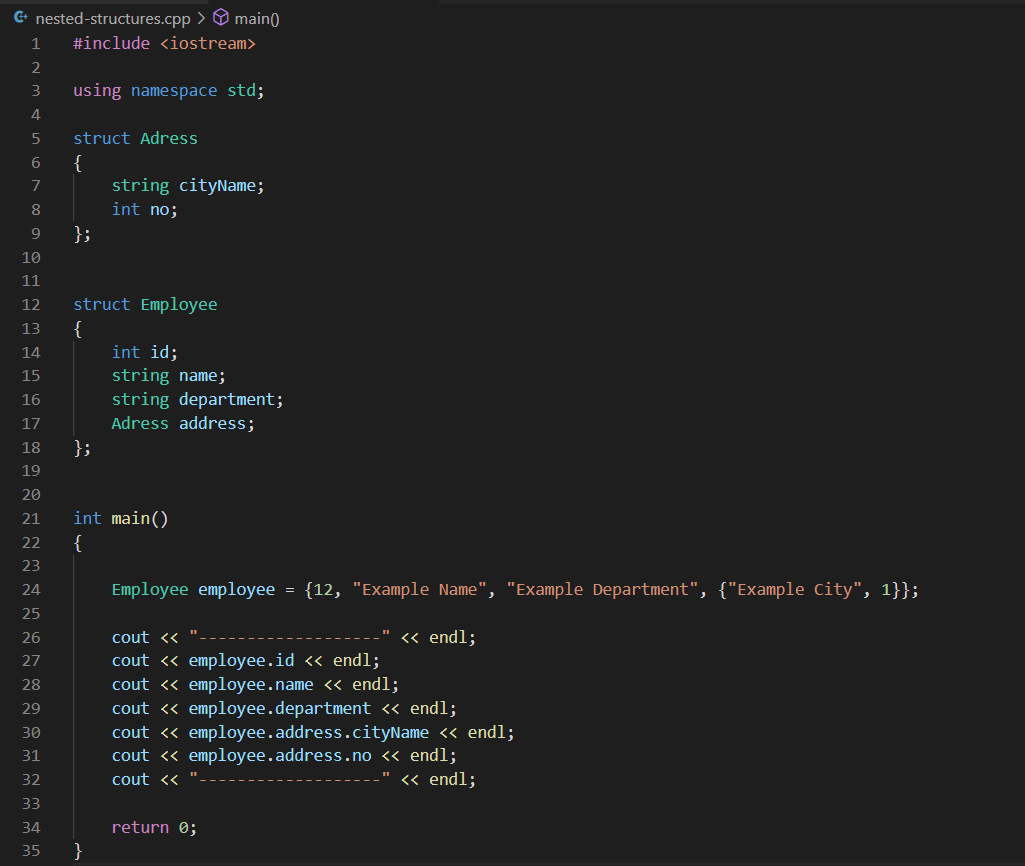 nested-structures.cpp > main()
1 #include <iostream>
2
3 using namespace std;
4
5 struct Adress
6 {
7     string cityName;
8     int no;
9 };
10
11
12 struct Employee
13 {
14     int id;
15     string name;
16     string department;
17     Adress address;
18 };
19
20
21 int main()
22 {
23
24     Employee employee = {12, "Example Name", "Example Department", {"Example City", 1}};
25
26     cout << "-------------------" << endl;
27     cout << employee.id << endl;
28     cout << employee.name << endl;
29     cout << employee.department << endl;
30     cout << employee.address.cityName << endl;
31     cout << employee.address.no << endl;
32     cout << "-------------------" << endl;
33
34     return 0;
35 }